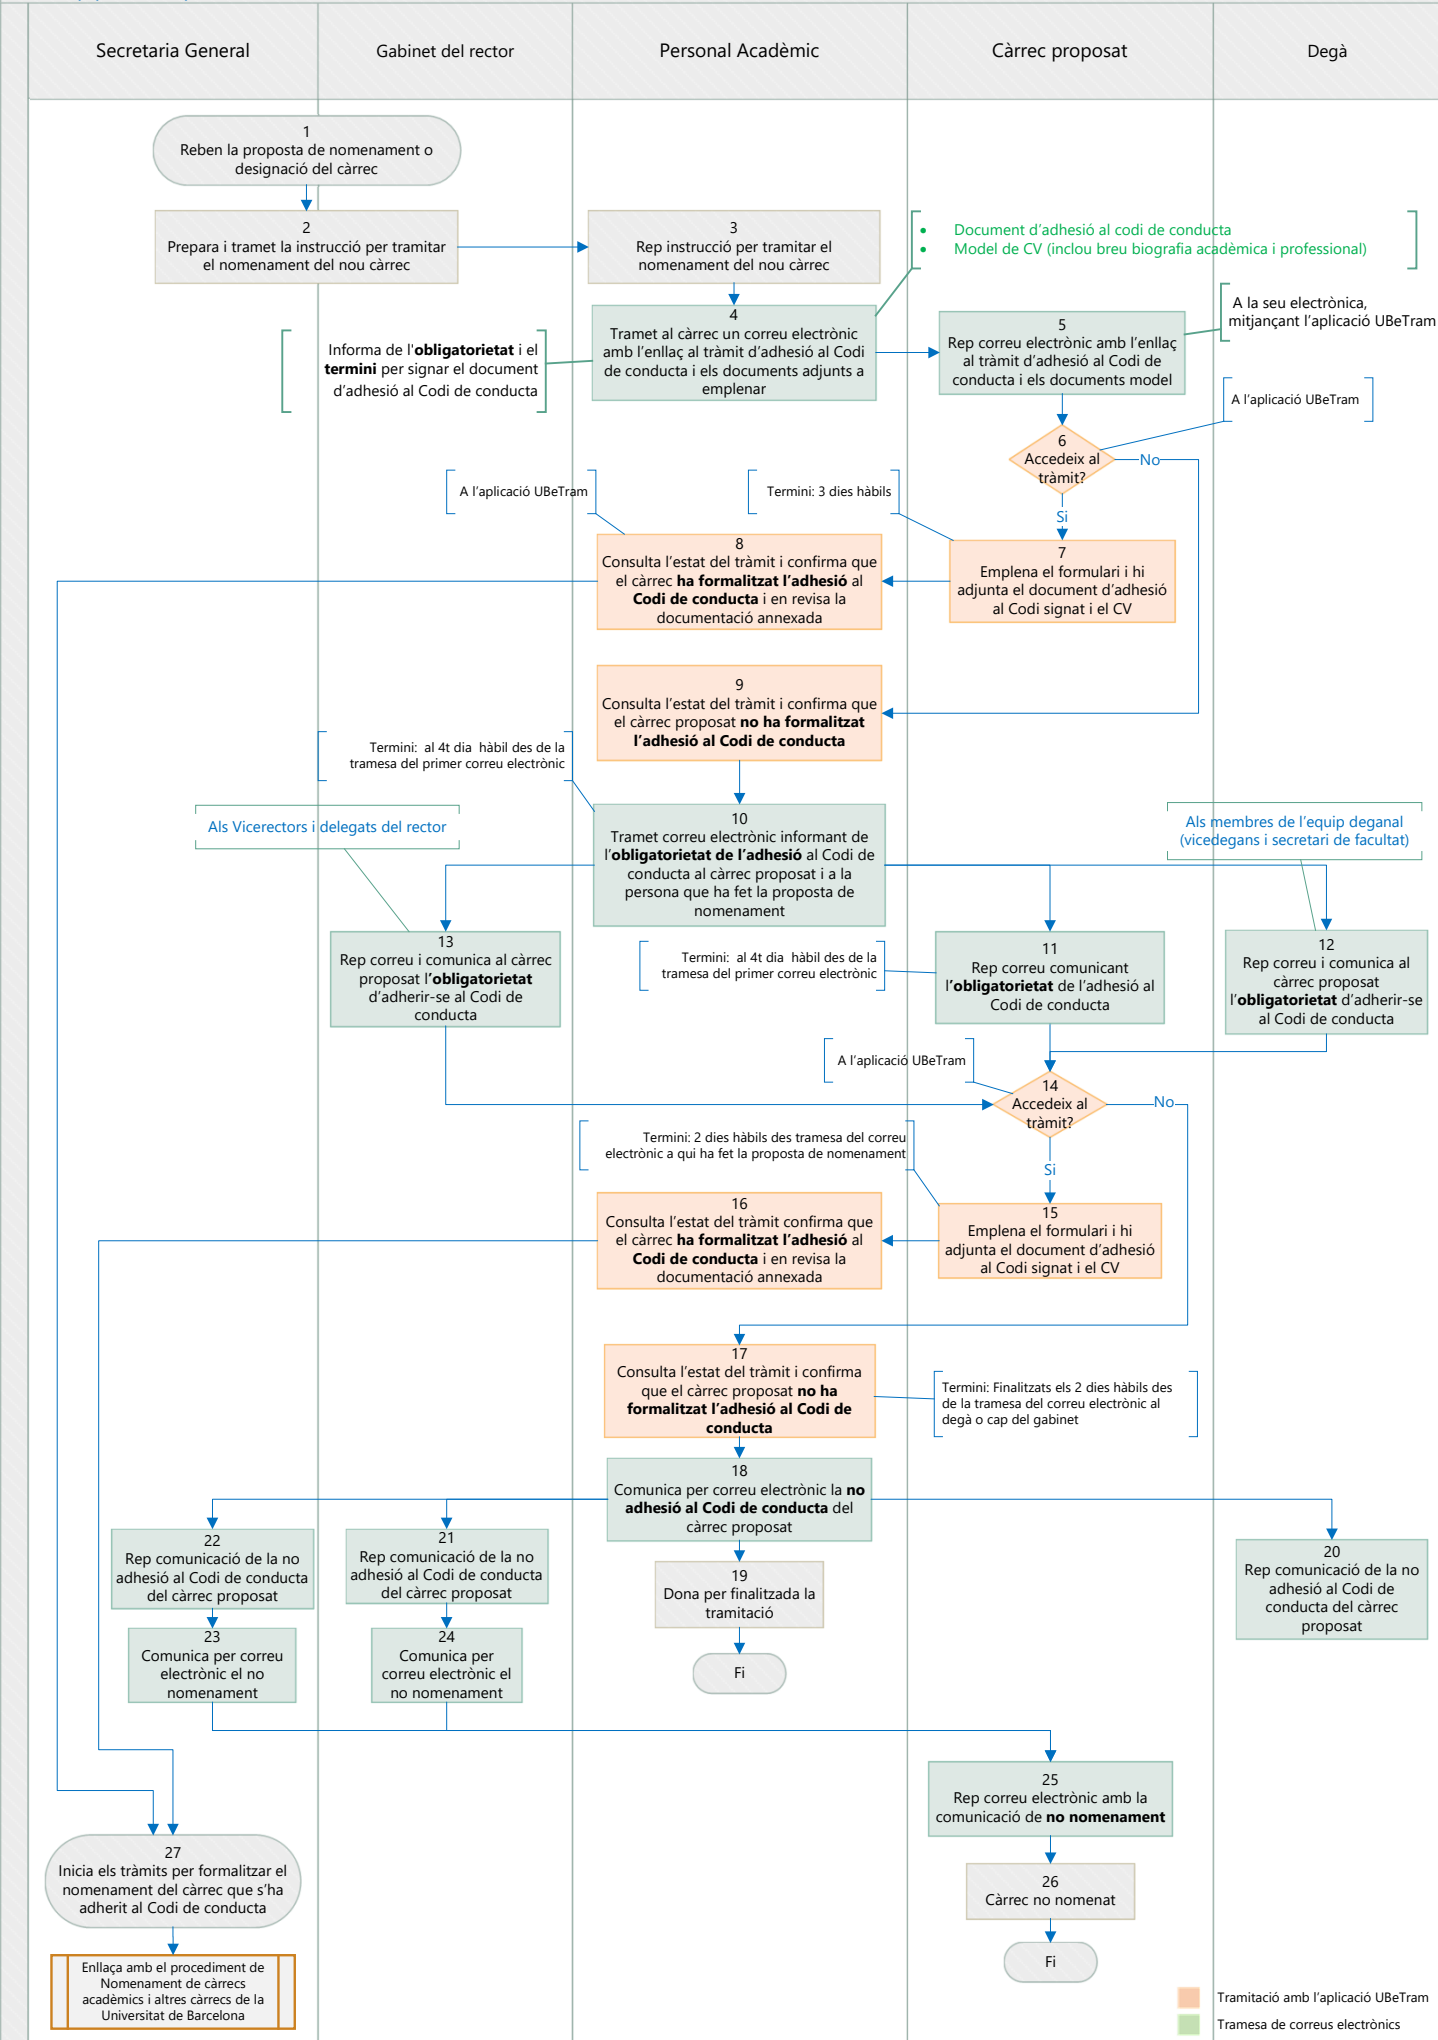 Secretaria General
Gabinet del rector
Personal Acadèmic
Càrrec proposat
Degà
1
Reben la proposta de nomenament o
designació del càrrec
2
Prepara i tramet la instrucció per tramitar
el nomenament del nou càrrec
3
Rep instrucció per tramitar el
nomenament del nou càrrec
• Document d'adhesió al codi de conducta
• Model de CV (inclou breu biografia acadèmica i professional)
4
Tramet al càrrec un correu electrònic
amb l'enllaç al tràmit d'adhesió al Codi
de conducta i els documents adjunts a
emplenar
Informa de l'obligatorietat i el
termini per signar el document
d'adhesió al Codi de conducta
5
Rep correu electrònic amb l'enllaç
al tràmit d'adhesió al Codi de
conducta i els documents model
A la seu electrònica,
mitjançant l'aplicació UBeTram
A l'aplicació UBeTram
6
Accedeix al
tràmit?
No
Si
A l'aplicació UBeTram
Termini: 3 dies hàbils
7
Emplena el formulari i hi
adjunta el document d'adhesió
al Codi signat i el CV
8
Consulta l'estat del tràmit i confirma que
el càrrec ha formalitzat l'adhesió al
Codi de conducta i en revisa la
documentació annexada
9
Consulta l'estat del tràmit i confirma que
el càrrec proposat no ha formalitzat
l'adhesió al Codi de conducta
Termini:  al 4t dia  hàbil des de la
tramesa del primer correu electrònic
10
Tramet correu electrònic informant de
l'obligatorietat de l'adhesió al Codi de
conducta al càrrec proposat i a la
persona que ha fet la proposta de
nomenament
Als Vicerectors i delegats del rector
Als membres de l'equip deganal
(vicedegans i secretari de facultat)
13
Rep correu i comunica al càrrec
proposat l'obligatorietat
d'adherir-se al Codi de
conducta
Termini:  al 4t dia  hàbil des de la
tramesa del primer correu electrònic
11
Rep correu comunicant
l'obligatorietat de l'adhesió al
Codi de conducta
12
Rep correu i comunica al
càrrec proposat
l'obligatorietat d'adherir-se
al Codi de conducta
A l'aplicació UBeTram
14
Accedeix al
tràmit?
No
Si
Termini: 2 dies hàbils des tramesa del correu
electrònic a qui ha fet la proposta de nomenament
15
Emplena el formulari i hi
adjunta el document d'adhesió
al Codi signat i el CV
16
Consulta l'estat del tràmit confirma que
el càrrec ha formalitzat l'adhesió al
Codi de conducta i en revisa la
documentació annexada
17
Consulta l'estat del tràmit i confirma
que el càrrec proposat no ha
formalitzat l'adhesió al Codi de
conducta
Termini: Finalitzats els 2 dies hàbils des
de la tramesa del correu electrònic al
degà o cap del gabinet
18
Comunica per correu electrònic la no
adhesió al Codi de conducta del
càrrec proposat
22
Rep comunicació de la no
adhesió al Codi de conducta
del càrrec proposat
21
Rep comunicació de la no
adhesió al Codi de conducta
del càrrec proposat
19
Dona per finalitzada la
tramitació
20
Rep comunicació de la no
adhesió al Codi de
conducta del càrrec
proposat
23
Comunica per correu
electrònic el no
nomenament
24
Comunica per
correu electrònic el
no nomenament
Fi
25
Rep correu electrònic amb la
comunicació de no nomenament
27
Inicia els tràmits per formalitzar el
nomenament del càrrec que s'ha
adherit al Codi de conducta
26
Càrrec no nomenat
Fi
Enllaça amb el procediment de
Nomenament de càrrecs
acadèmics i altres càrrecs de la
Universitat de Barcelona
Tramitació amb l'aplicació UBeTram
Tramesa de correus electrònics